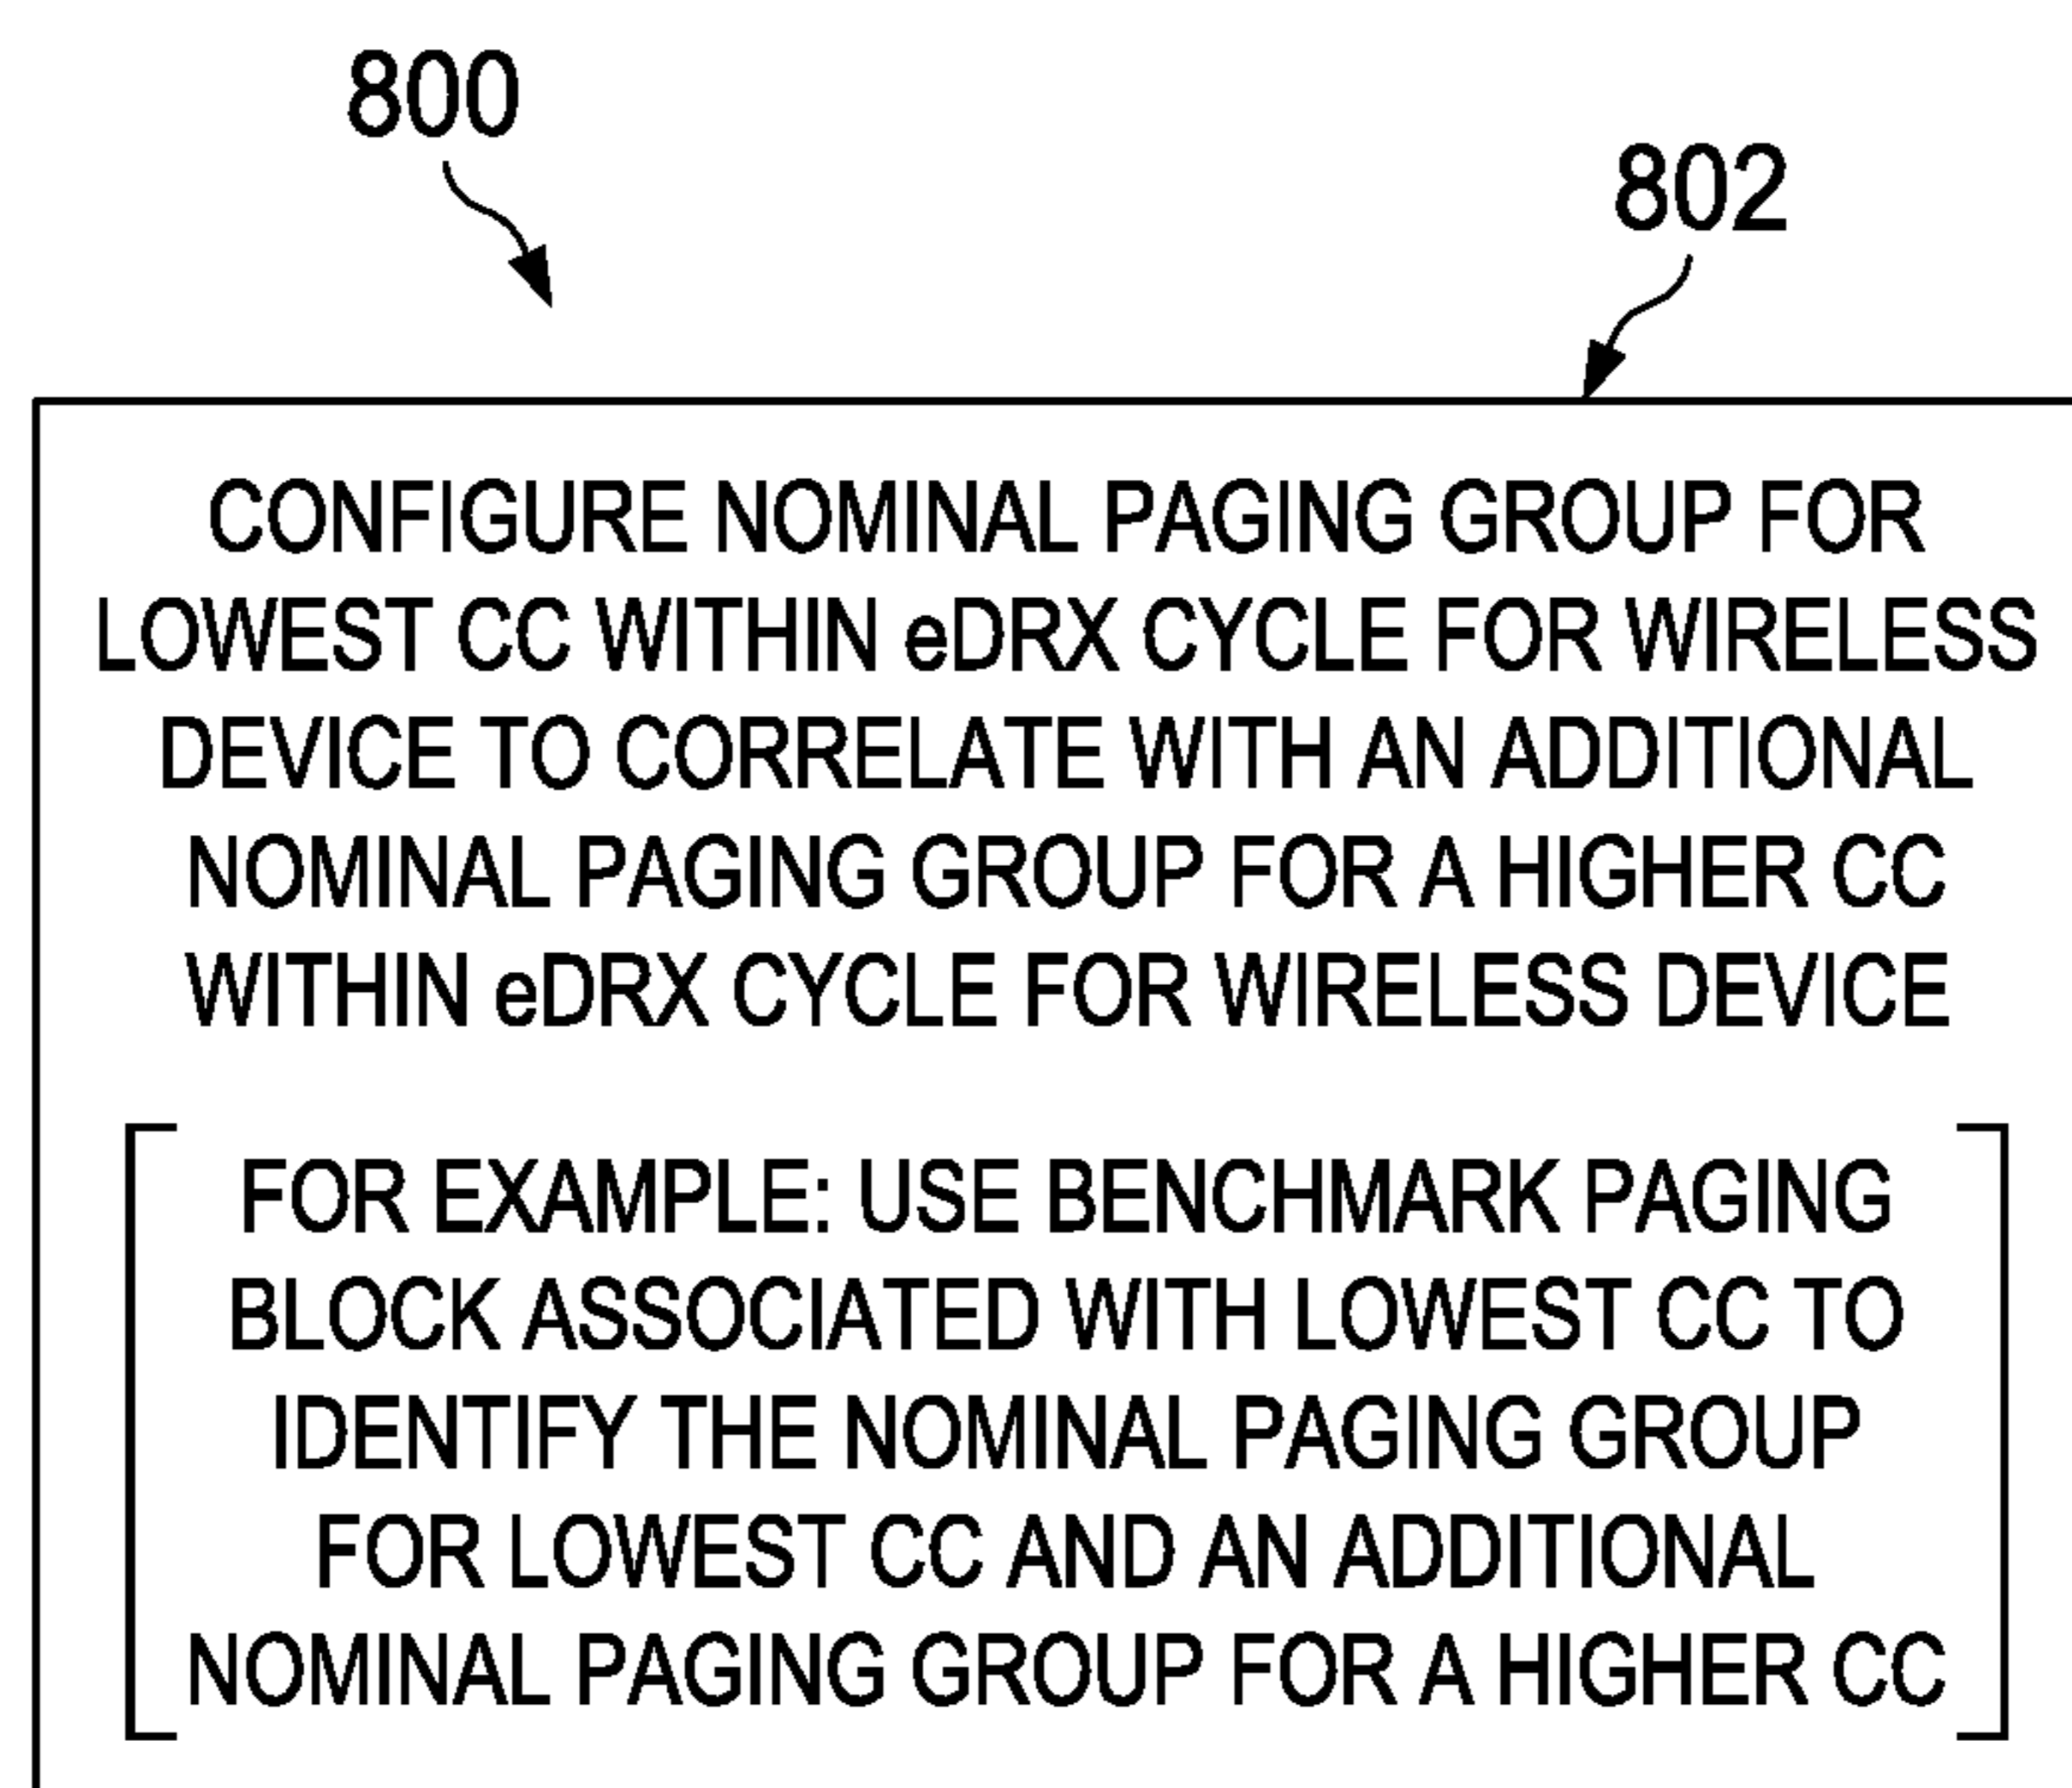 800
802
CONFIGURE NOMINAL PAGING GROUP FOR
LOWEST CC WITHIN eDRX CYCLE FOR WIRELESS
DEVICE TO CORRELATE WITH AN ADDITIONAL
NOMINAL PAGING GROUP FOR A HIGHER CC
WITHIN eDRX CYCLE FOR WIRELESS DEVICE
FOR EXAMPLE: USE BENCHMARK PAGING
BLOCK ASSOCIATED WITH LOWEST CC TO
IDENTIFY THE NOMINAL PAGING GROUP
FOR LOWEST CC AND AN ADDITIONAL
NOMINAL PAGING GROUP FOR A HIGHER CC